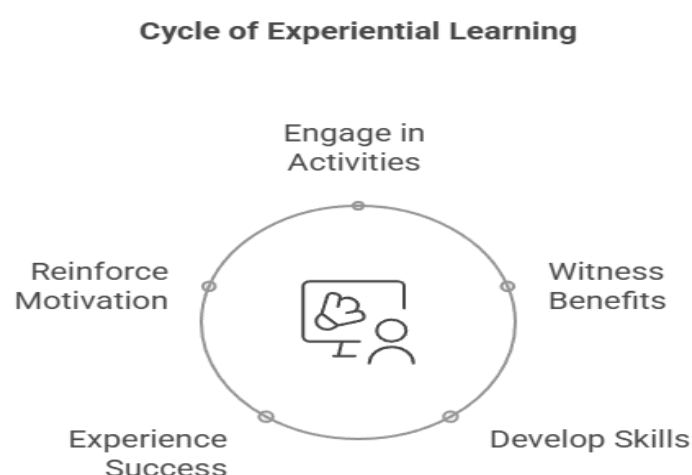 Cycle of Experiential Learning
Engage in
Activities
Witness
Benefits
Develop Skills
Experience
Success
Reinforce
Motivation